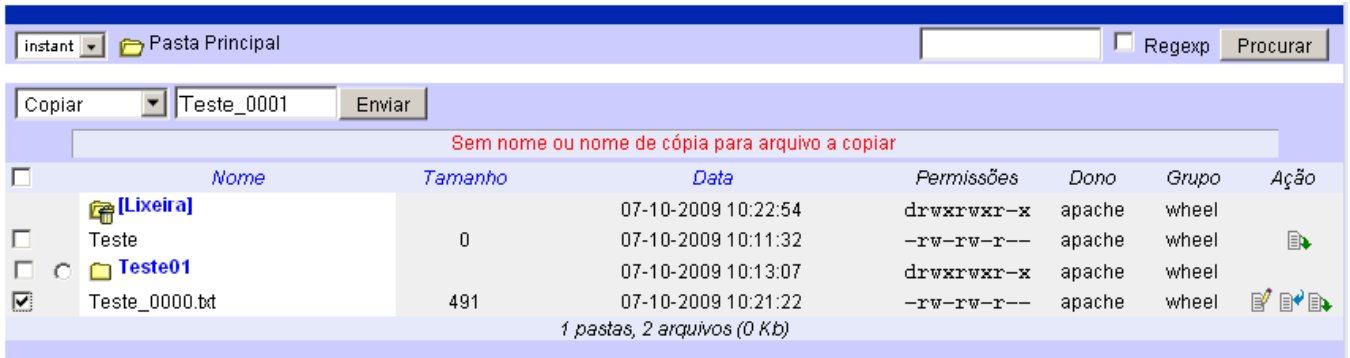 instant Pasta Principal Regexp Procurar
Copiar Teste_0001 Enviar
Sem nome ou nome de cópia para arquivo a copiar
Nome Tamanho Data Permissões Dono Grupo Ação
[Lixeira] 07-10-2009 10:22:54 drwxrwxr-x apache wheel
Teste 0 07-10-2009 10:11:32 -rw-rw-r-- apache wheel
Teste01 07-10-2009 10:13:07 drwxrwxr-x apache wheel
Teste_0000.txt 491 07-10-2009 10:21:22 -rw-rw-r-- apache wheel
1 pastas, 2 arquivos (0 Kb)